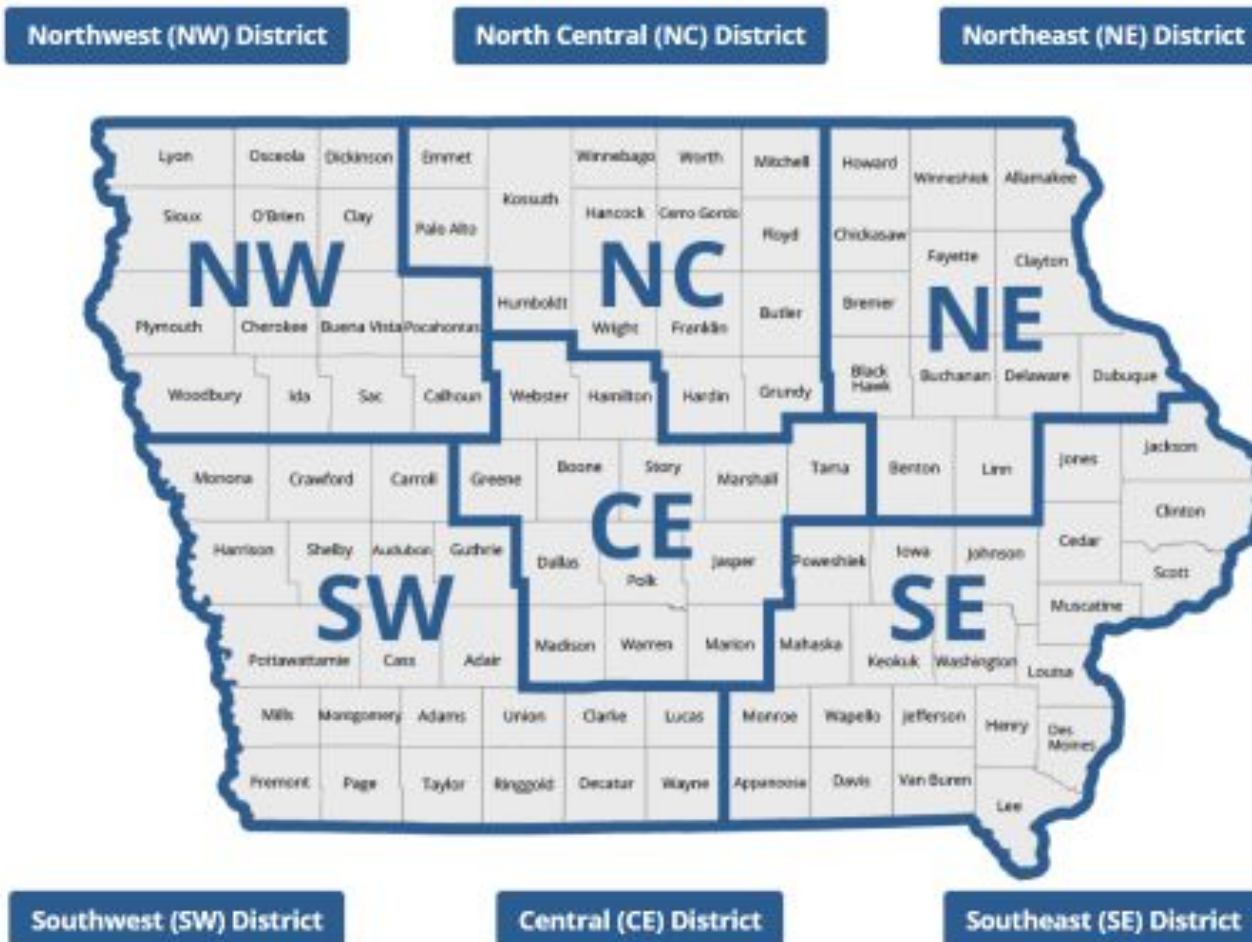 Northwest (NW) District
North Central (NC) District
Northeast (NE) District
Lyon
Osceola
Dickinson
Emmet
Kossuth
Winnebago
Worth
Mitchell
Howard
Winneshiek
Allamakee
Sioux
O'Brien
Clay
Palo Alto
Hancock
Cerro Gordo
Floyd
Chickasaw
Fayette
Clayton
NW
NC
NE
Plymouth
Cherokee
Buena Vista
Pocahontas
Humboldt
Wright
Franklin
Butler
Bremer
Woodbury
Ida
Sac
Calhoun
Webster
Hamilton
Hardin
Grundy
Black
Hawk
Buchanan
Delaware
Dubuque
Monona
Crawford
Carroll
Greene
Boone
Story
Marshall
Tama
Benton
Linn
Jones
Jackson
CE
Clinton
Harrison
Shelby
Audubon
Guthrie
Dallas
Polk
Jasper
Poweshiek
Iowa
Johnson
Cedar
Scott
SW
SE
Muscatine
Pottawattamie
Cass
Adair
Madison
Warren
Marion
Mahaska
Keokuk
Washington
Louisa
Mills
Montgomery
Adams
Union
Clarke
Lucas
Monroe
Wapello
Jefferson
Henry
Des
Moines
Fremont
Page
Taylor
Ringgold
Decatur
Wayne
Appanoose
Davis
Van Buren
Lee
Southwest (SW) District
Central (CE) District
Southeast (SE) District